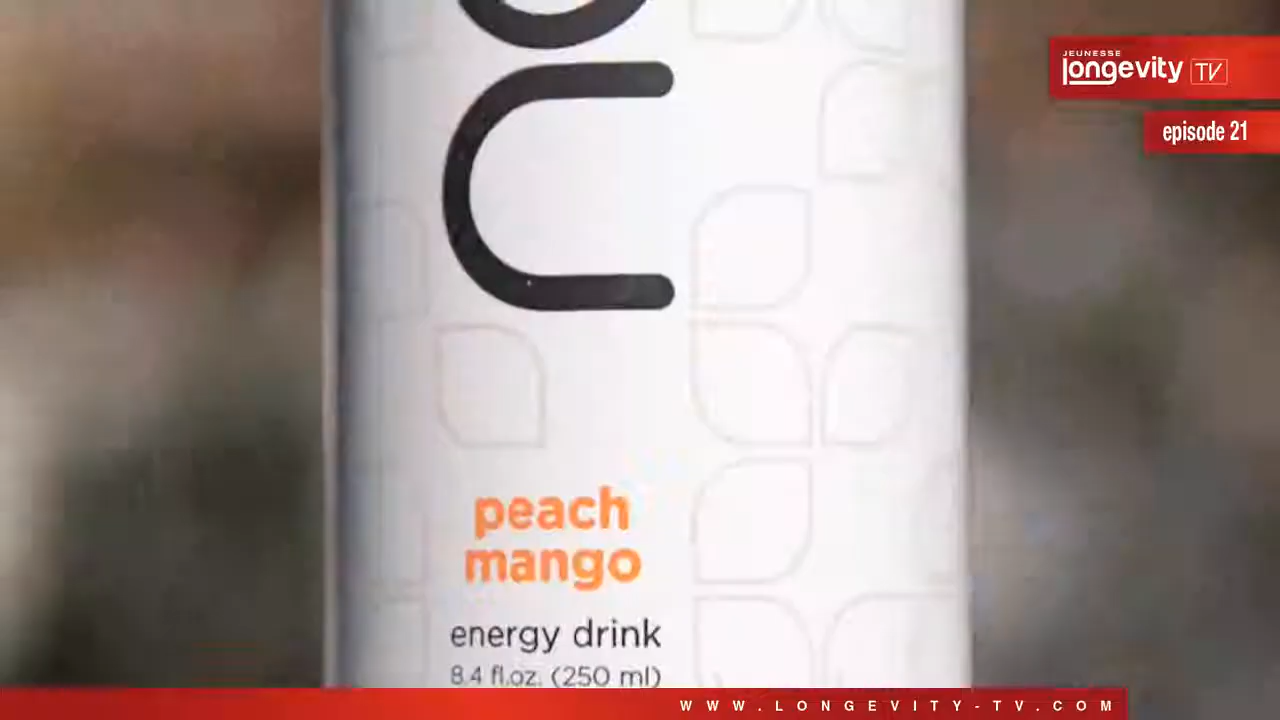 JEUNESSE
longevity TV
episode 21
peach
mango
energy drink
8.4 fl.oz. (250 ml)
WWW.LONGEVITY-TV.COM